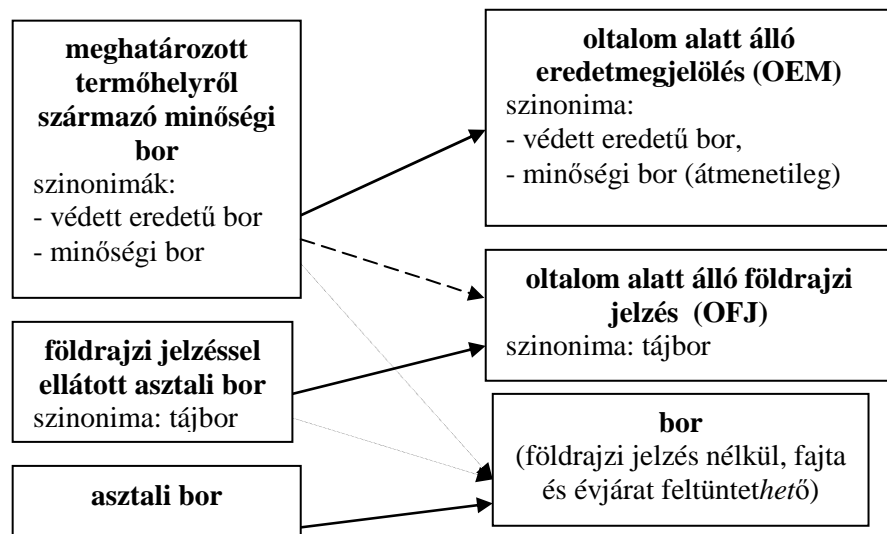 meghatározott
termőhelyről
származó minőségi
bor
szinonimák:
- védett eredetű bor
- minőségi bor
földrajzi jelzéssel
ellátott asztali bor
szinonima: tájbor
asztali bor
oltalom alatt álló
eredetmegjelölés (OEM)
szinonima:
- védett eredetű bor,
- minőségi bor (átmenetileg)
oltalom alatt álló földrajzi
jelzés (OFJ)
szinonima: tájbor
bor
(földrajzi jelzés nélkül, fajta
és évjárat feltüntethető)